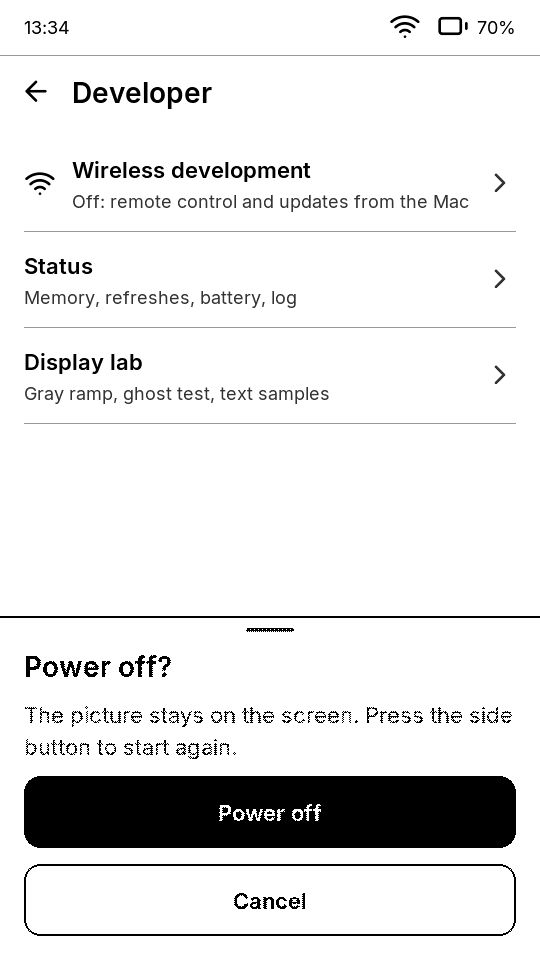 13:34
70%
Developer
Wireless development
Off: remote control and updates from the Mac
Status
Memory, refreshes, battery, log
Display lab
Gray ramp, ghost test, text samples
Power off?
The picture stays on the screen. Press the side
button to start again.
Power off
Cancel